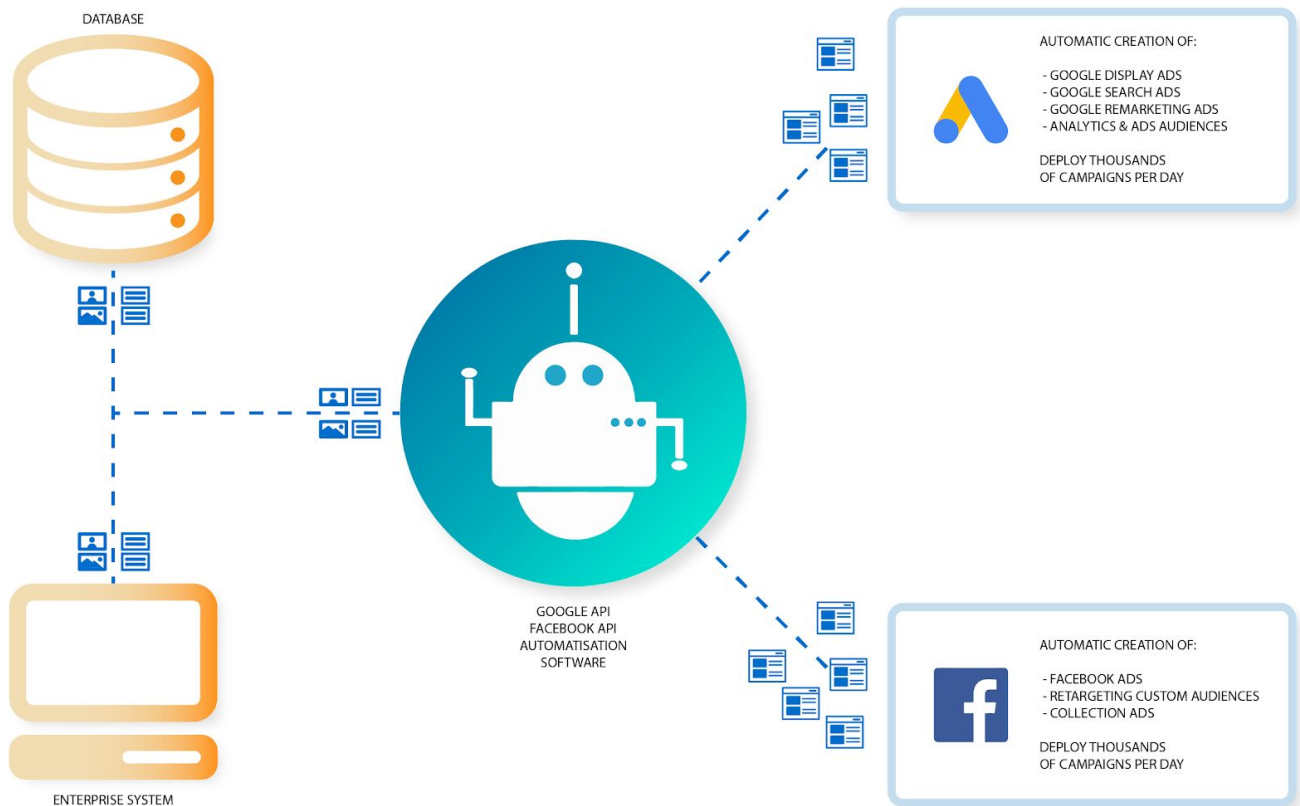 DATABASE
AUTOMATIC CREATION OF:
- GOOGLE DISPLAY ADS
- GOOGLE SEARCH ADS
- GOOGLE REMARKETING ADS
- ANALYTICS & ADS AUDIENCES
DEPLOY THOUSANDS
OF CAMPAIGNS PER DAY
GOOGLE API
FACEBOOK API
AUTOMATISATION
SOFTWARE
AUTOMATIC CREATION OF:
- FACEBOOK ADS
- RETARGETING CUSTOM AUDIENCES
- COLLECTION ADS
DEPLOY THOUSANDS
OF CAMPAIGNS PER DAY
ENTERPRISE SYSTEM